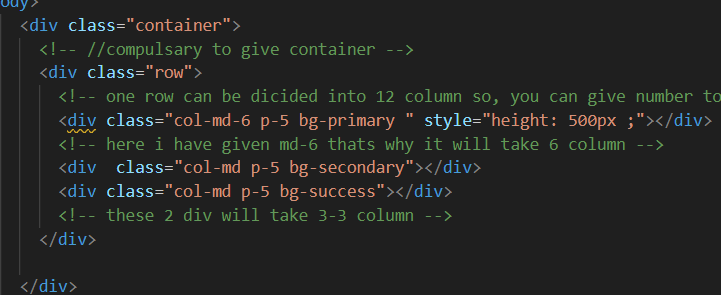 ody>
<div class="container">
<!-- //compulsary to give container -->
<div class="row">
<!-- one row can be dicided into 12 column so, you can give number to
<div class="col-md-6 p-5 bg-primary " style="height: 500px ;"></div>
<!-- here i have given md-6 thats why it will take 6 column -->
<div  class="col-md p-5 bg-secondary"></div>
<div class="col-md p-5 bg-success"></div>
<!-- these 2 div will take 3-3 column -->
</div>
</div>